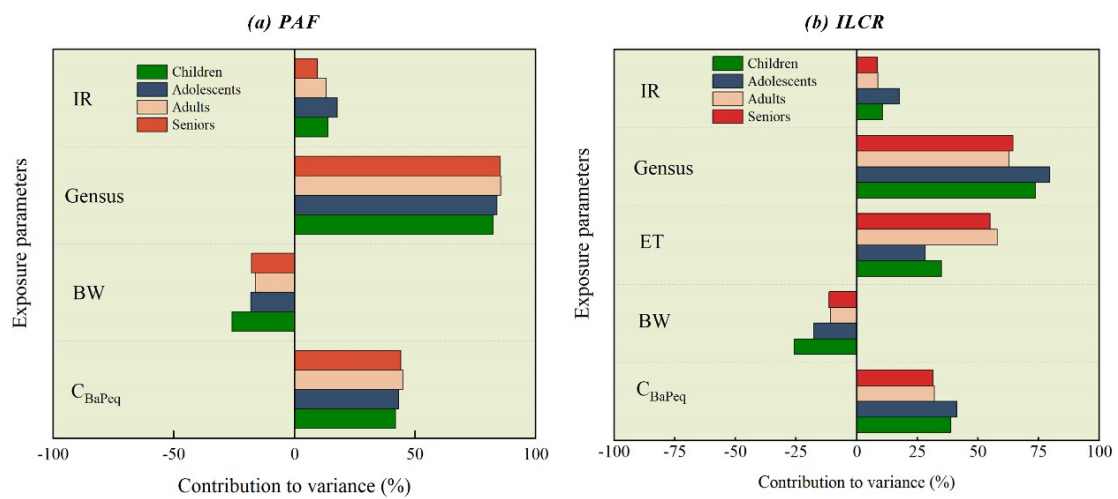 (a) PAF
Exposure parameters
IR
Gensus
BW
CBaPeq
Children
Adolescents
Adults
Seniors
-100
-50
0
50
100
Contribution to variance (%)
(b) ILCR
Exposure parameters
IR
Gensus
ET
BW
CBaPeq
Children
Adolescents
Adults
Seniors
-100
-75
-50
-25
0
25
50
75
100
Contribution to variance (%)